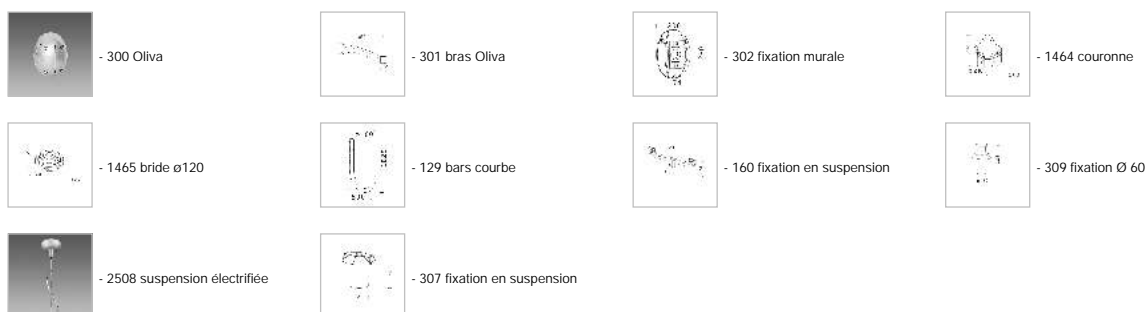 - 300 Oliva
- 301 bras Oliva
- 302 fixation murale
- 1464 couronne
- 1465 bride ø120
- 129 bars courbe
- 160 fixation en suspension
- 309 fixation Ø 60
- 2508 suspension électrifiée
- 307 fixation en suspension